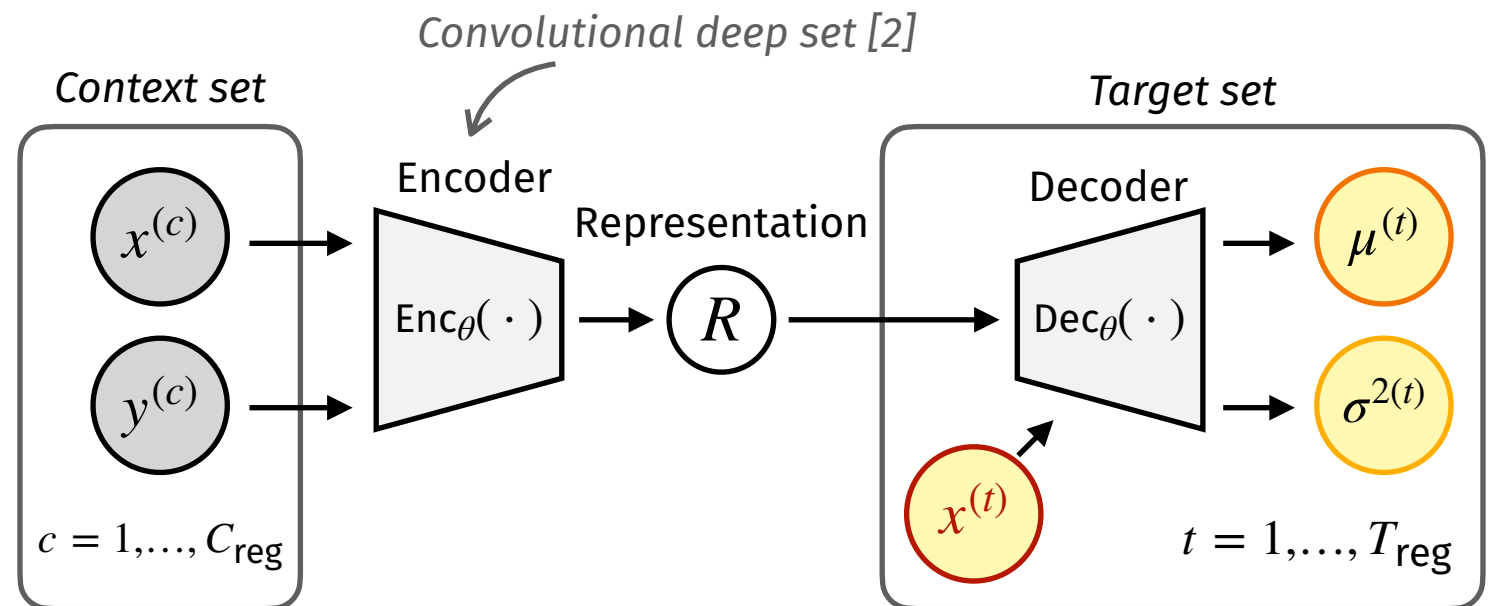 Convolutional deep set [2]
Context set
Target set
Encoder
Decoder
Representation
x^(c)
y^(c)
Enc_θ( · )
R
Dec_θ( · )
μ^(t)
σ^2(t)
x^(t)
c = 1,…, C_reg
t = 1,…, T_reg